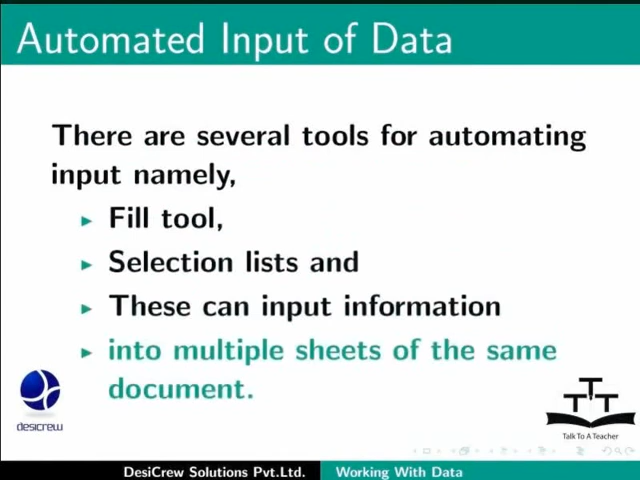 Automated Input of Data
There are several tools for automating
input namely,
Fill tool,
Selection lists and
These can input information
into multiple sheets of the same
document.
desicrew
TTT
Talk To A Teacher
DesiCrew Solutions Pvt.Ltd. Working With Data